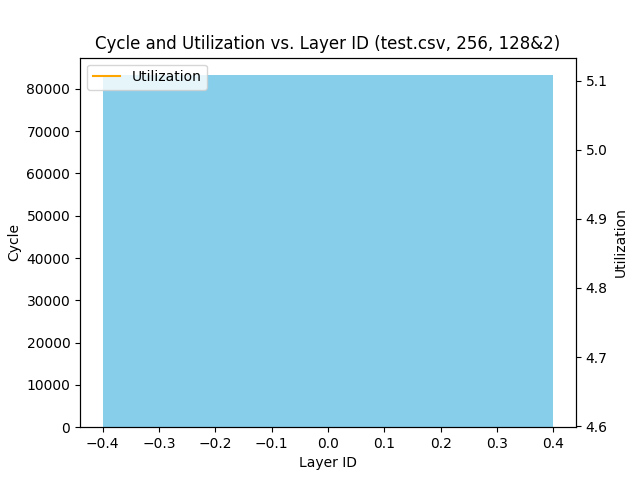 Cycle and Utilization vs. Layer ID (test.csv, 256, 128&2)
Utilization
80000
70000
60000
50000
40000
30000
20000
10000
0
Cycle
5.1
5.0
4.9
4.8
4.7
4.6
Utilization
−0.4 −0.3 −0.2 −0.1 0.0 0.1 0.2 0.3 0.4
Layer ID